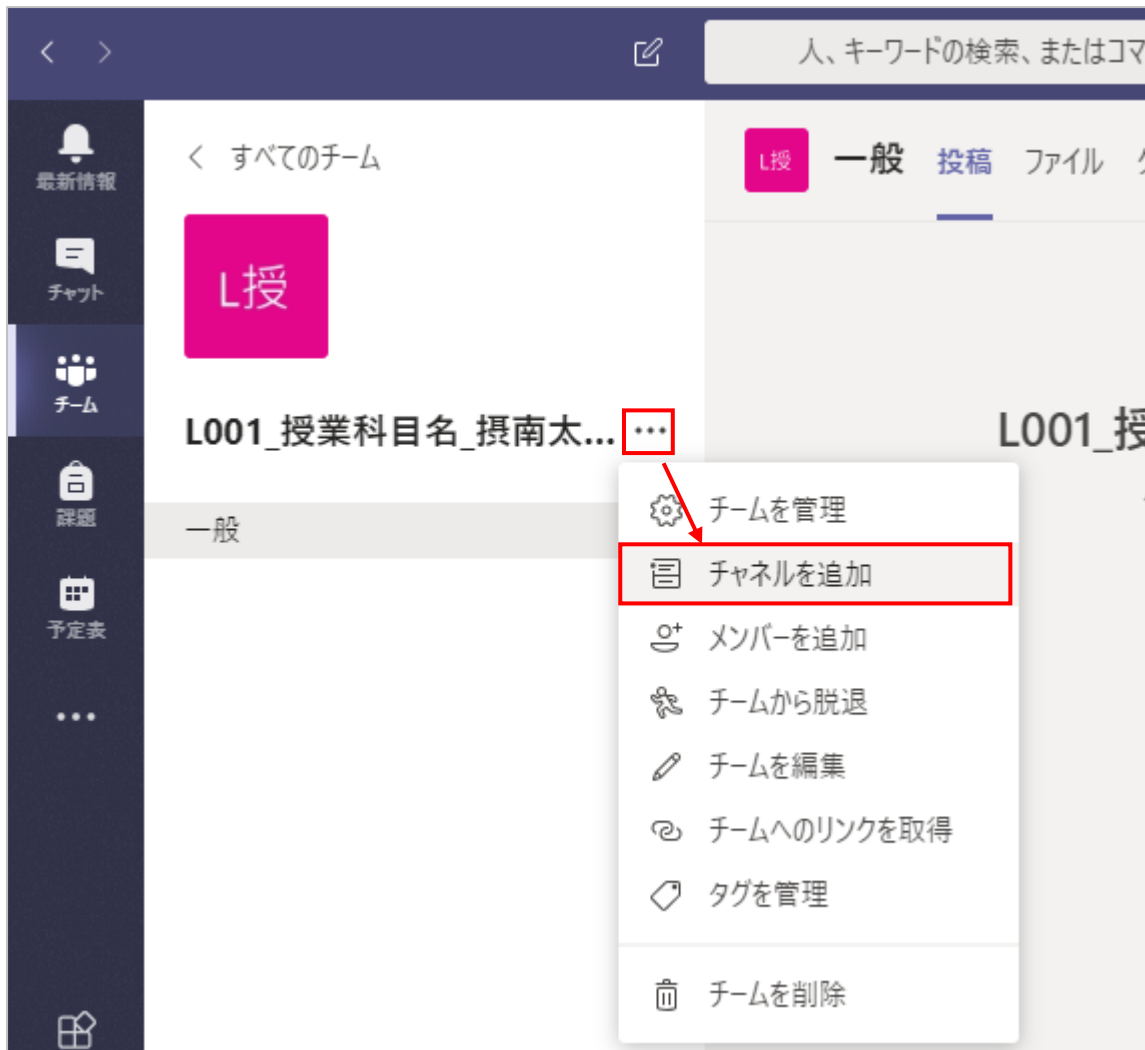 人、キーワードの検索、またはコマ
最新情報
チャット
チーム
課題
予定表
すべてのチーム
L授
L001_授業科目名_摂南太...
一般
L授 一般 投稿 ファイル
L001_授
チームを管理
チャネルを追加
メンバーを追加
チームから脱退
チームを編集
チームへのリンクを取得
タグを管理
チームを削除